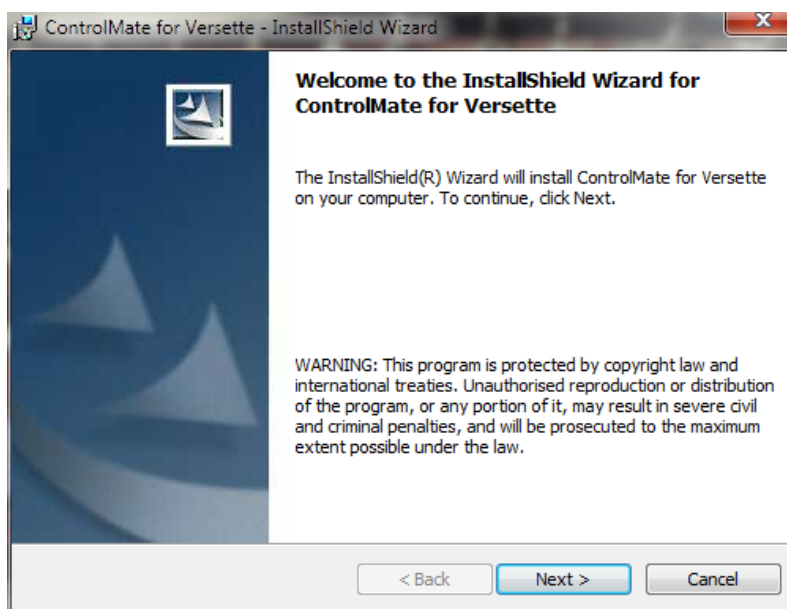 ControlMate for Versette - InstallShield Wizard
Welcome to the InstallShield Wizard for
ControlMate for Versette
The InstallShield(R) Wizard will install ControlMate for Versette
on your computer. To continue, click Next.
WARNING: This program is protected by copyright law and
international treaties. Unauthorised reproduction or distribution
of the program, or any portion of it, may result in severe civil
and criminal penalties, and will be prosecuted to the maximum
extent possible under the law.
< Back Next > Cancel